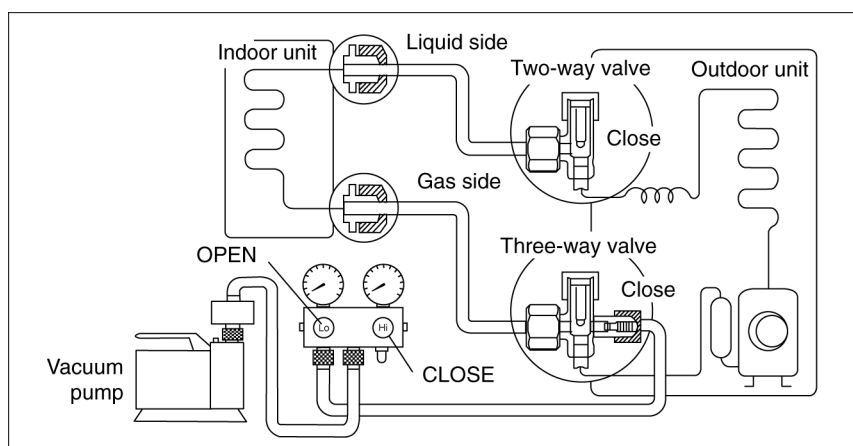 Liquid side
Indoor unit
Two-way valve
Outdoor unit
Close
Gas side
OPEN
Three-way valve
Close
Lo
Hi
CLOSE
Vacuum
pump